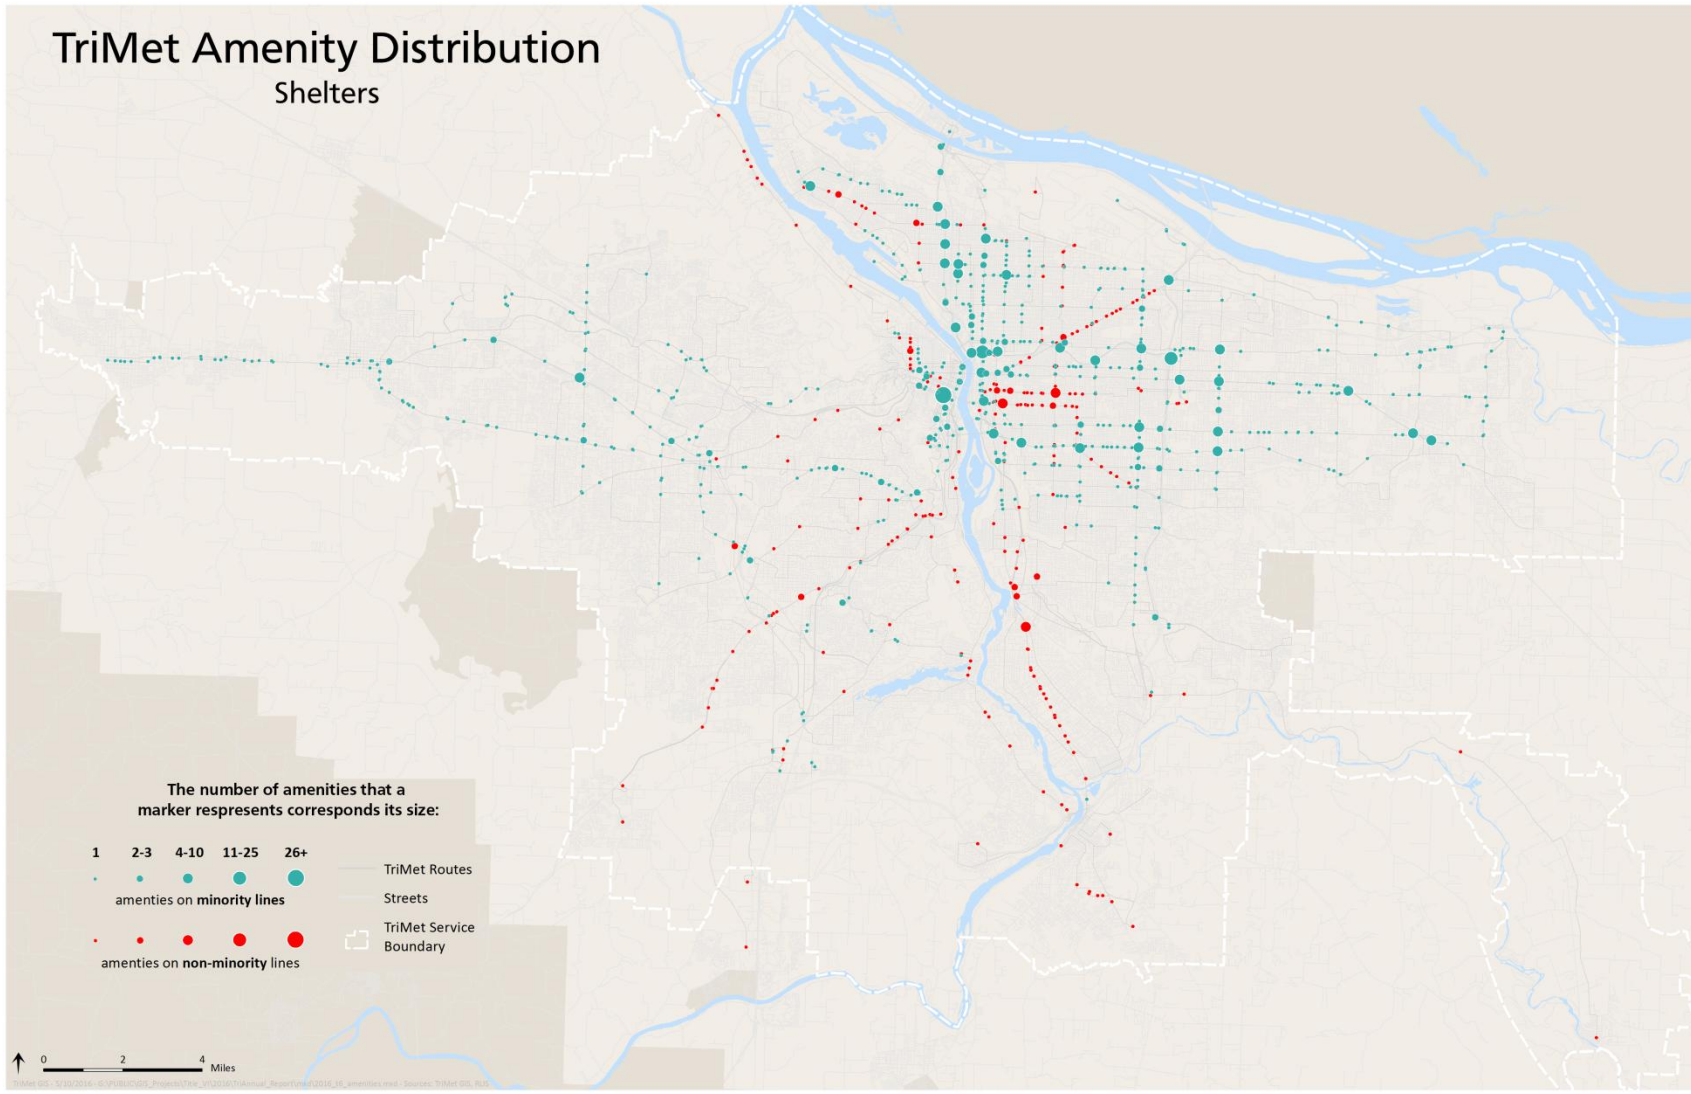 TriMet Amenity Distribution
Shelters
The number of amenities that a
marker respresents corresponds its size:
1 2-3 4-10 11-25 26+
amenties on minority lines
amenties on non-minority lines
TriMet Routes
Streets
TriMet Service
Boundary
0 2 4
Miles